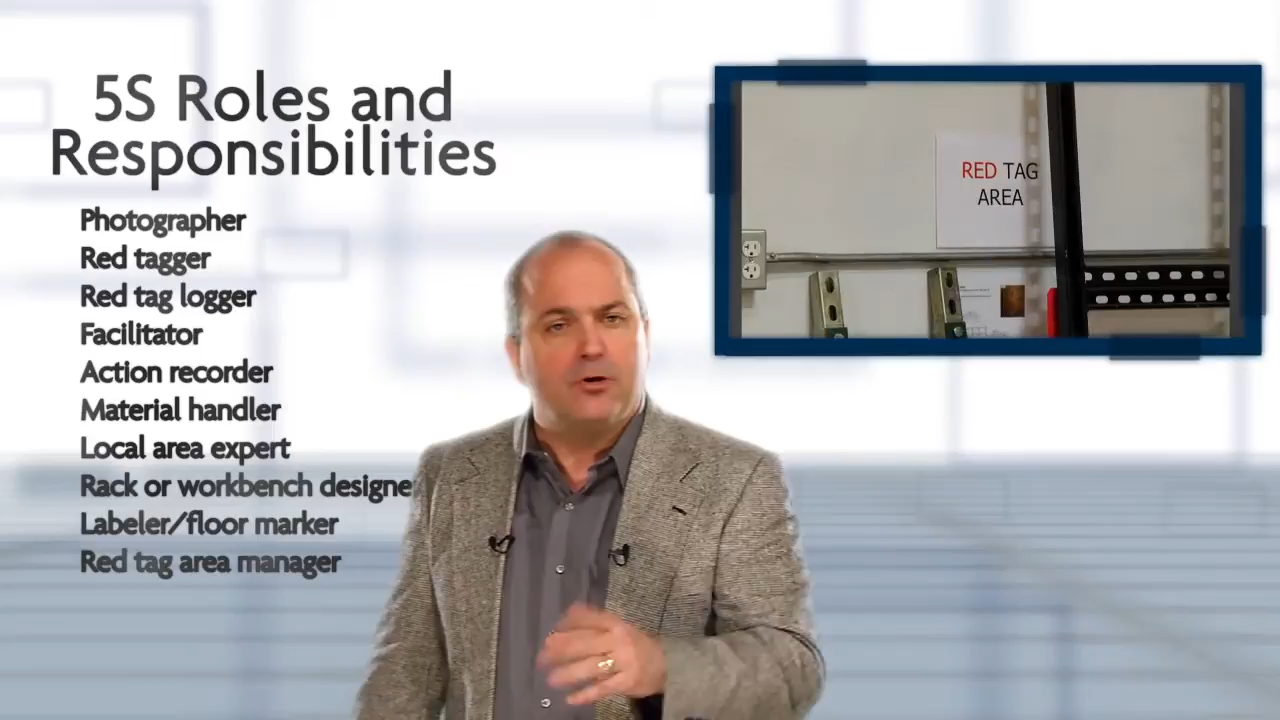 5S Roles and
Responsibilities
Photographer
Red tagger
Red tag logger
Facilitator
Action recorder
Material handler
Local area expert
Rack or workbench designe
Labeler/floor marker
Red tag area manager
RED TAG
AREA